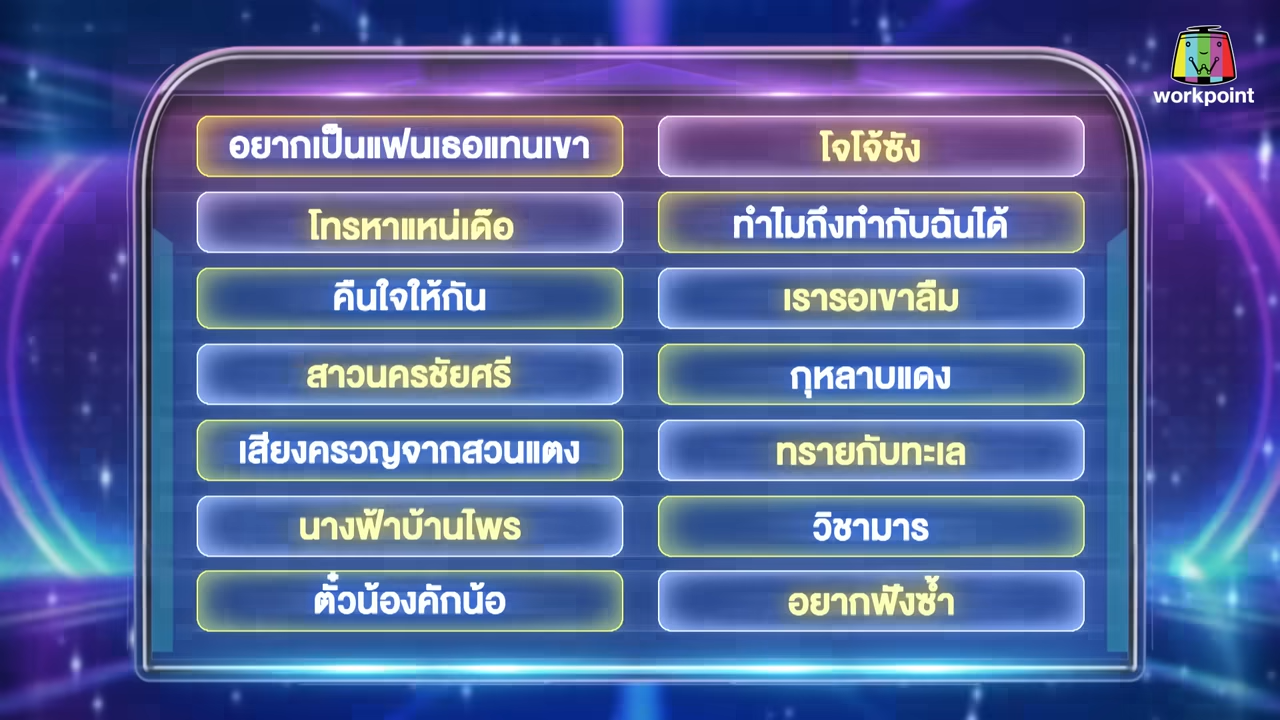 workpoint
อยากเป็นแฟนเธอแทนเขา
โจโจ้ซัง
โทรหาแหน่เด๊อ
ทำไมถึงทำกับฉันได้
คืนใจให้กัน
เรารอเขาลืม
สาวนครชัยศรี
กุหลาบแดง
เสียงครวญจากสวนแตง
ทรายกับทะเล
นางฟ้าบ้านไพร
วิชามาร
ตั๋วน้องคักน้อ
อยากฟังซ้ำ